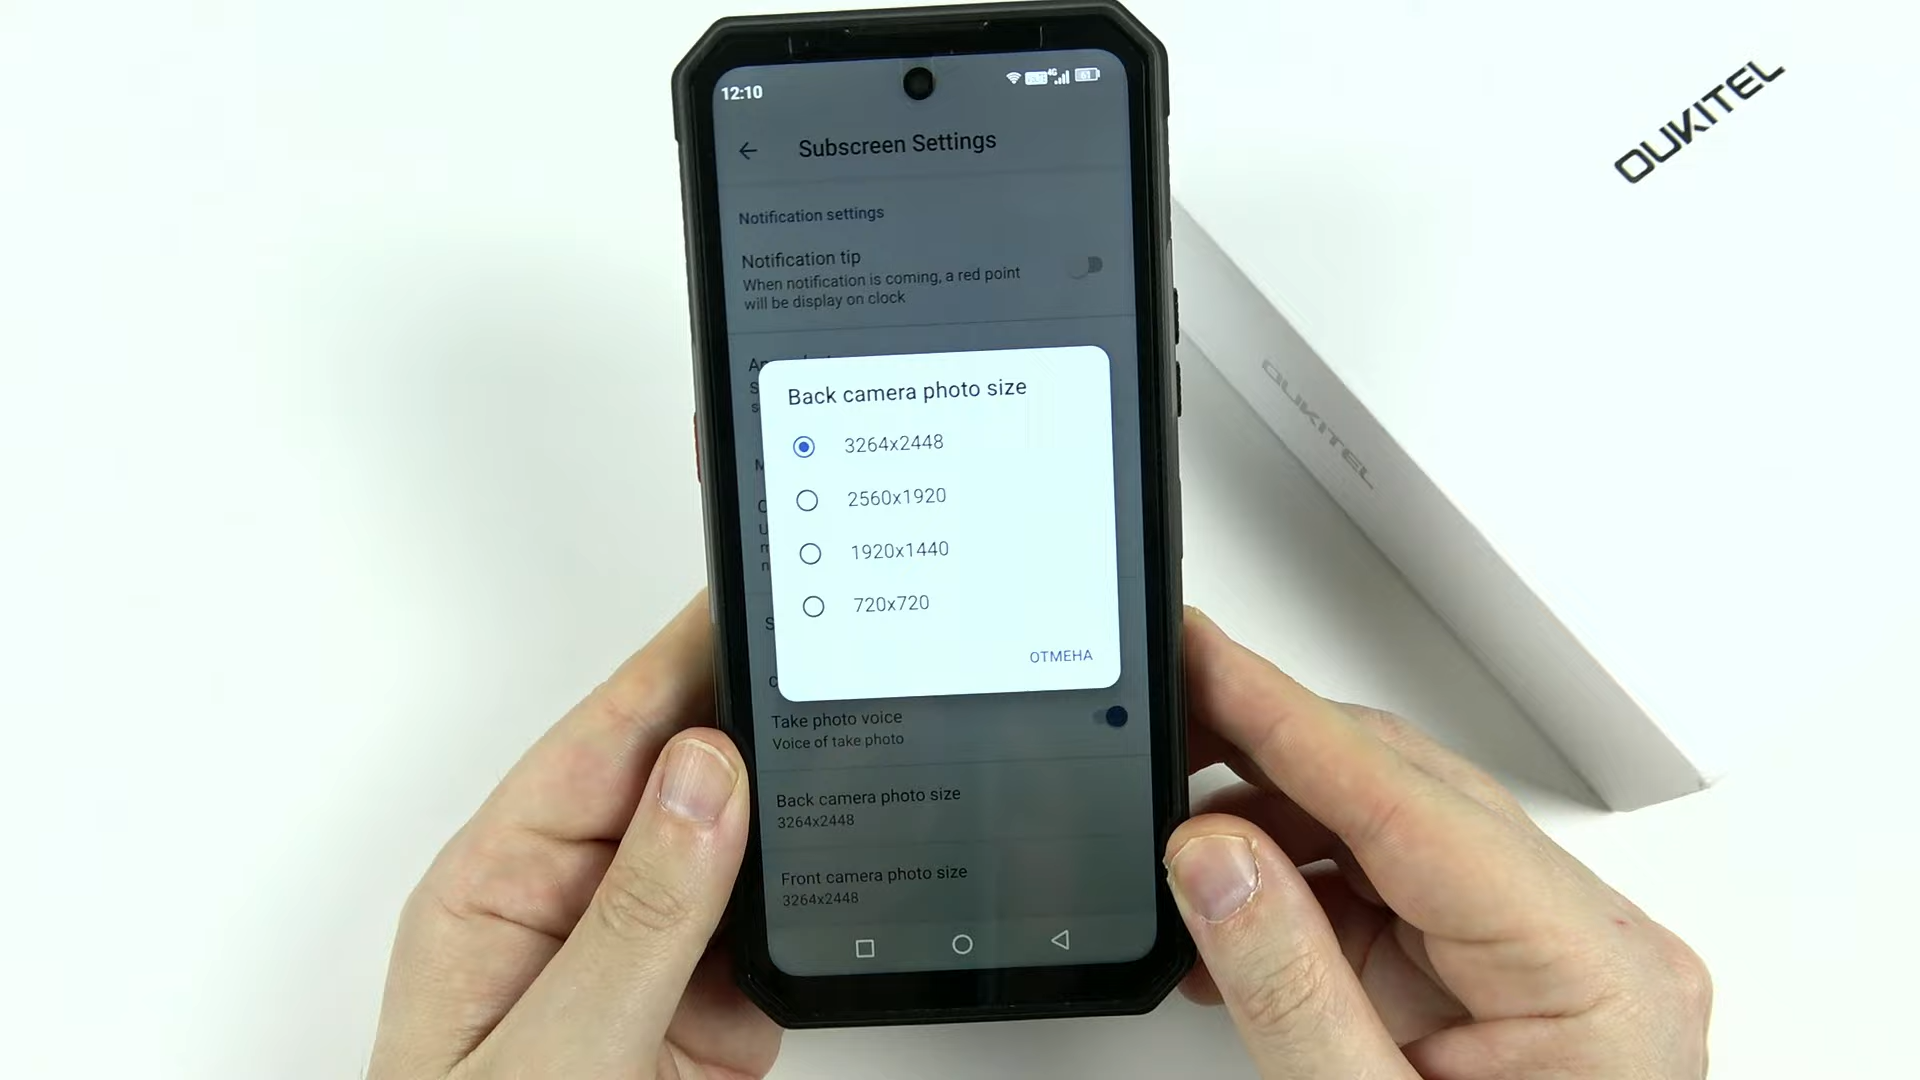 OUKITEL
12:10
4G
61
Subscreen Settings
Notification settings
Notification tip
When notification is coming, a red point
will be display on clock
Back camera photo size
3264x2448
2560x1920
1920x1440
720x720
ОТМЕНА
Take photo voice
Voice of take photo
Back camera photo size
3264x2448
Front camera photo size
3264x2448
OUKITEL